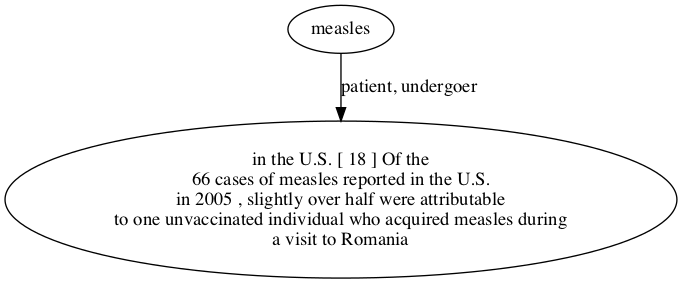 measles
patient, undergoer
in the U.S. [ 18 ] Of the
66 cases of measles reported in the U.S.
in 2005 , slightly over half were attributable
to one unvaccinated individual who acquired measles during
a visit to Romania